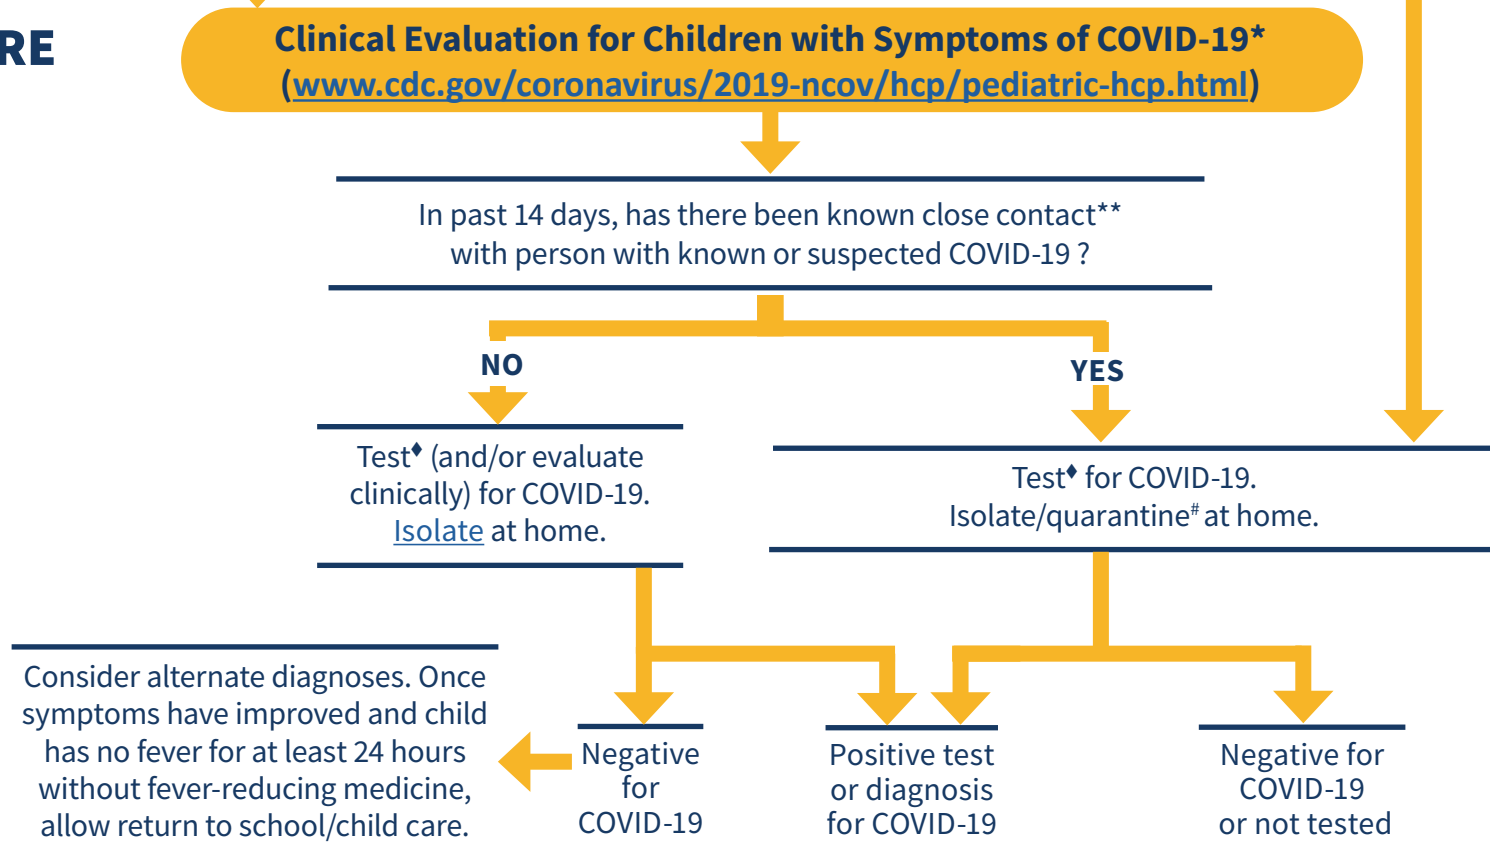 RE
Clinical Evaluation for Children with Symptoms of COVID-19*
(www.cdc.gov/coronavirus/2019-ncov/hcp/pediatric-hcp.html)
In past 14 days, has there been known close contact**
with person with known or suspected COVID-19 ?
NO
YES
Test♦ (and/or evaluate
clinically) for COVID-19.
Isolate at home.
Test♦ for COVID-19.
Isolate/quarantine# at home.
Consider alternate diagnoses. Once
symptoms have improved and child
has no fever for at least 24 hours
without fever-reducing medicine,
allow return to school/child care.
Negative
for
COVID-19
Positive test
or diagnosis
for COVID-19
Negative for
COVID-19
or not tested